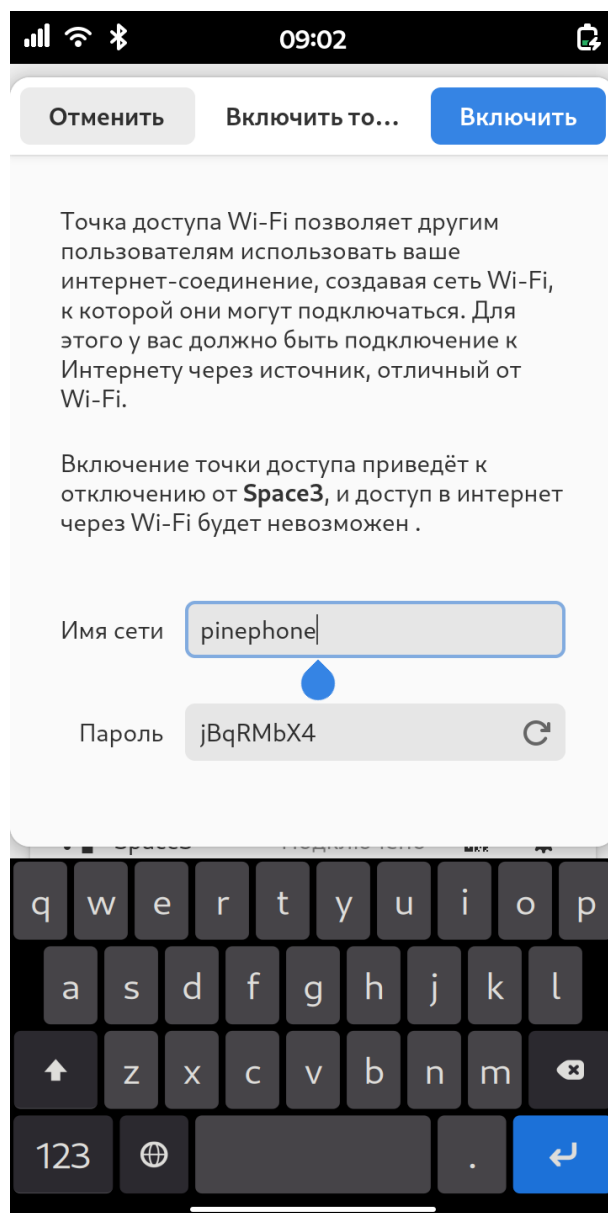 09:02
Отменить Включить то... Включить
Точка доступа Wi-Fi позволяет другим
пользователям использовать ваше
интернет-соединение, создавая сеть Wi-Fi,
к которой они могут подключаться. Для
этого у вас должно быть подключение к
Интернету через источник, отличный от
Wi-Fi.
Включение точки доступа приведёт к
отключению от Space3, и доступ в интернет
через Wi-Fi будет невозможен .
Имя сети pinephone
Пароль jBqRMbX4
Space3 Подключено
q w e r t y u i o p
a s d f g h j k l
z x c v b n m
123 .